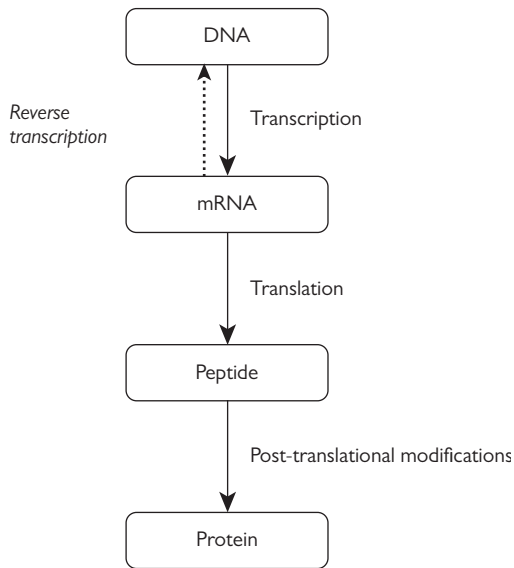 DNA
Reverse
transcription
Transcription
mRNA
Translation
Peptide
Post-translational modifications
Protein